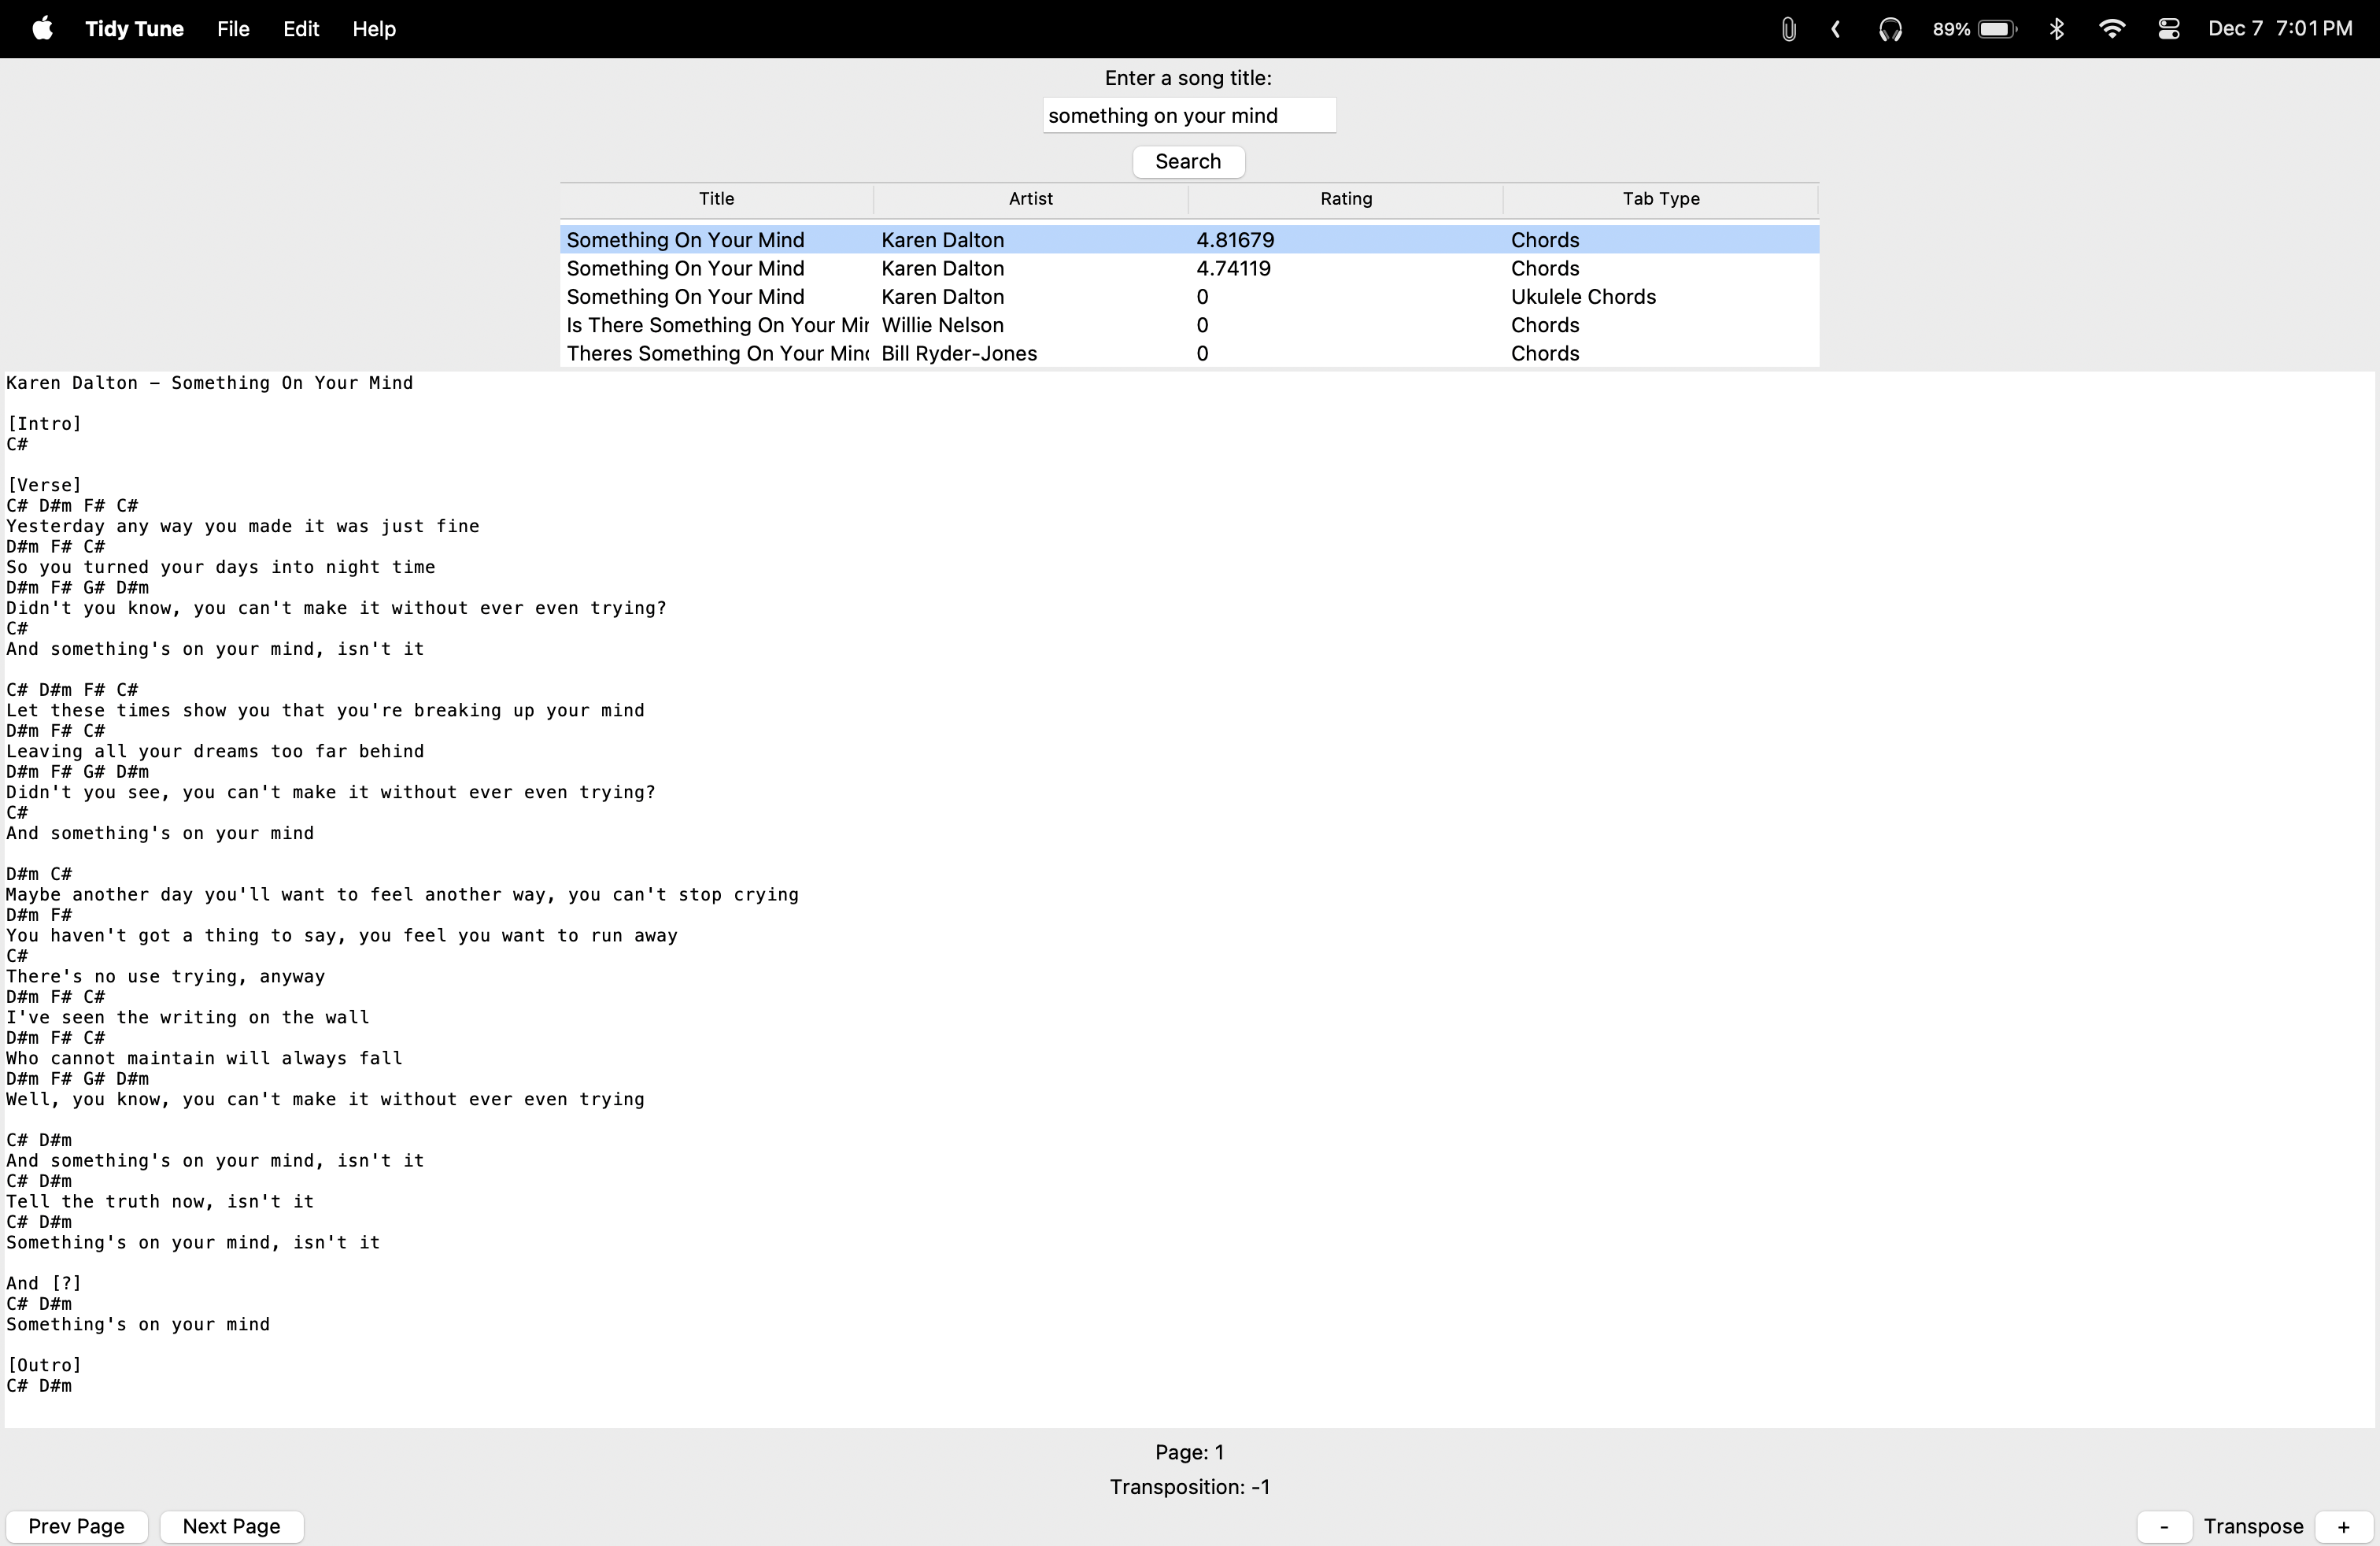 Tidy Tune File Edit Help 89% Dec 7 7:01 PM
Enter a song title:
something on your mind
Search
Title Artist Rating Tab Type
Something On Your Mind Karen Dalton 4.81679 Chords
Something On Your Mind Karen Dalton 4.74119 Chords
Something On Your Mind Karen Dalton 0 Ukulele Chords
Is There Something On Your Mir Willie Nelson 0 Chords
Theres Something On Your Minc Bill Ryder-Jones 0 Chords
Karen Dalton – Something On Your Mind
[Intro]
C#
[Verse]
C# D#m F# C#
Yesterday any way you made it was just fine
D#m F# C#
So you turned your days into night time
D#m F# G# D#m
Didn't you know, you can't make it without ever even trying?
C#
And something's on your mind, isn't it
C# D#m F# C#
Let these times show you that you're breaking up your mind
D#m F# C#
Leaving all your dreams too far behind
D#m F# G# D#m
Didn't you see, you can't make it without ever even trying?
C#
And something's on your mind
D#m C#
Maybe another day you'll want to feel another way, you can't stop crying
D#m F#
You haven't got a thing to say, you feel you want to run away
C#
There's no use trying, anyway
D#m F# C#
I've seen the writing on the wall
D#m F# C#
Who cannot maintain will always fall
D#m F# G# D#m
Well, you know, you can't make it without ever even trying
C# D#m
And something's on your mind, isn't it
C# D#m
Tell the truth now, isn't it
C# D#m
Something's on your mind, isn't it
And [?]
C# D#m
Something's on your mind
[Outro]
C# D#m
Page: 1
Transposition: -1
Prev Page Next Page - Transpose +